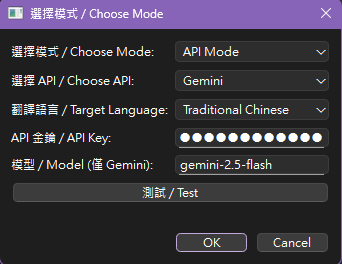 選擇模式 / Choose Mode
選擇模式 / Choose Mode: API Mode
選擇 API / Choose API: Gemini
翻譯語言 / Target Language: Traditional Chinese
API 金鑰 / API Key: ●●●●●●●●●●●●
模型 / Model (僅 Gemini): gemini-2.5-flash
測試 / Test
OK Cancel